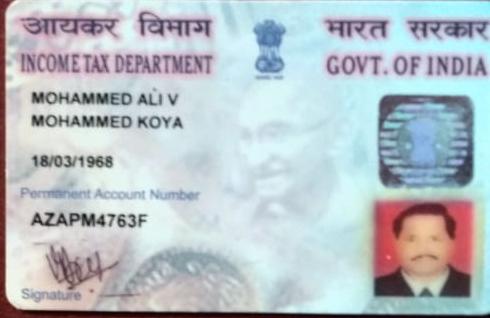 आयकर विभाग
INCOME TAX DEPARTMENT
भारत सरकार
GOVT. OF INDIA
MOHAMMED ALI V
MOHAMMED KOYA
18/03/1968
Permanent Account Number
AZAPM4763F
Signature